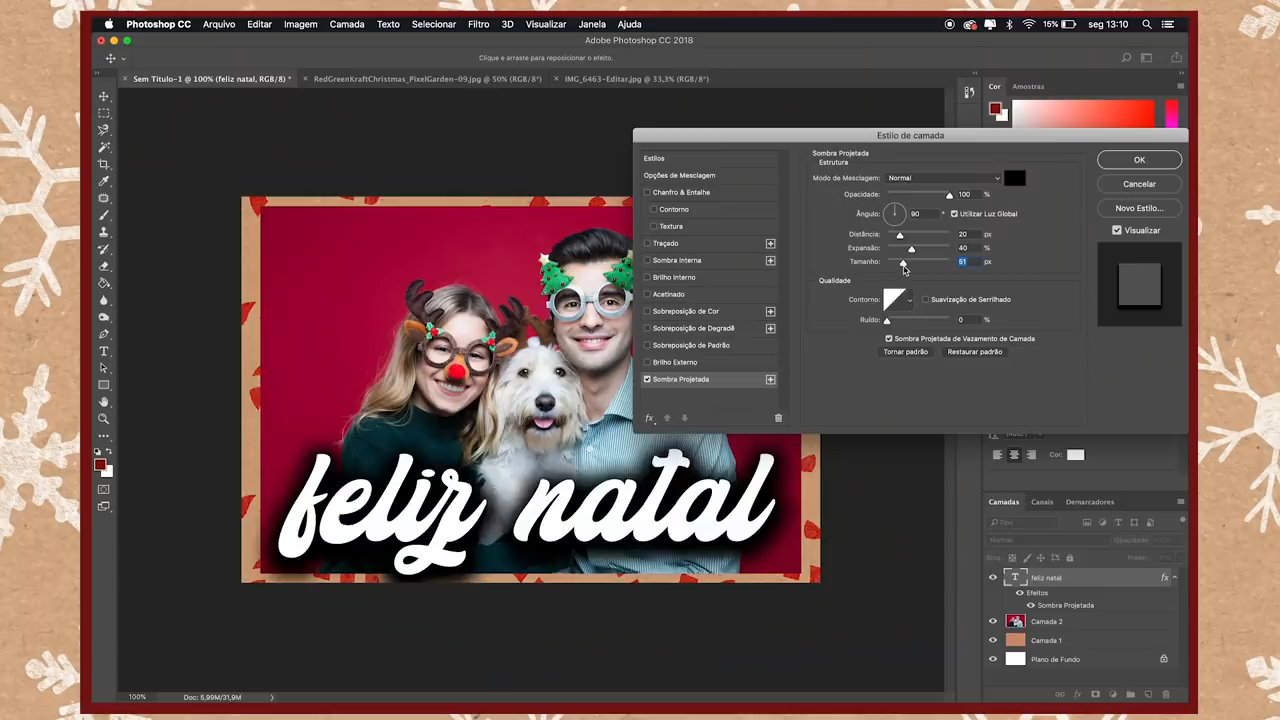 Photoshop CC Arquivo Editar Imagem Camada Texto Selecionar Filtro 3D Visualizar Janela Ajuda 15% seg 13:10
Adobe Photoshop CC 2018
Clique e arraste para reposicionar o efeito.
Sem Titulo-1 @ 100% (feliz natal, RGB/8) * RedGreenKraftChristmas_PixelGarden-09.jpg @ 50% (RGB/8*) IMG_6463-Editar.jpg @ 33,3% (RGB/8*)
Cor Amostras
Estilo de camada
Estilos
Opções de Mesclagem
Chanfro & Entalhe
Contorno
Textura
Traçado
Sombra Interna
Brilho Interno
Acetinado
Sobreposição de Cor
Sobreposição de Degradê
Sobreposição de Padrão
Brilho Externo
Sombra Projetada
fx
Sombra Projetada
Estrutura
Modo de Mesclagem: Normal
Opacidade: 100 %
Ângulo: 90 ° Utilizar Luz Global
Distância: 20 px
Expansão: 40 %
Tamanho: 51 px
Qualidade
Contorno: Suavização de Serrilhado
Ruído: 0 %
Sombra Projetada de Vazamento de Camada
Tornar padrão Restaurar padrão
OK
Cancelar
Novo Estilo...
Visualizar
Cor:
feliz natal
Camadas Canais Demarcadores
Tipo
Normal Opacidade:
feliz natal fx
Efeitos
Sombra Projetada
Camada 2
Camada 1
Plano de Fundo
fx
100% Doc: 5,99M/31,9M